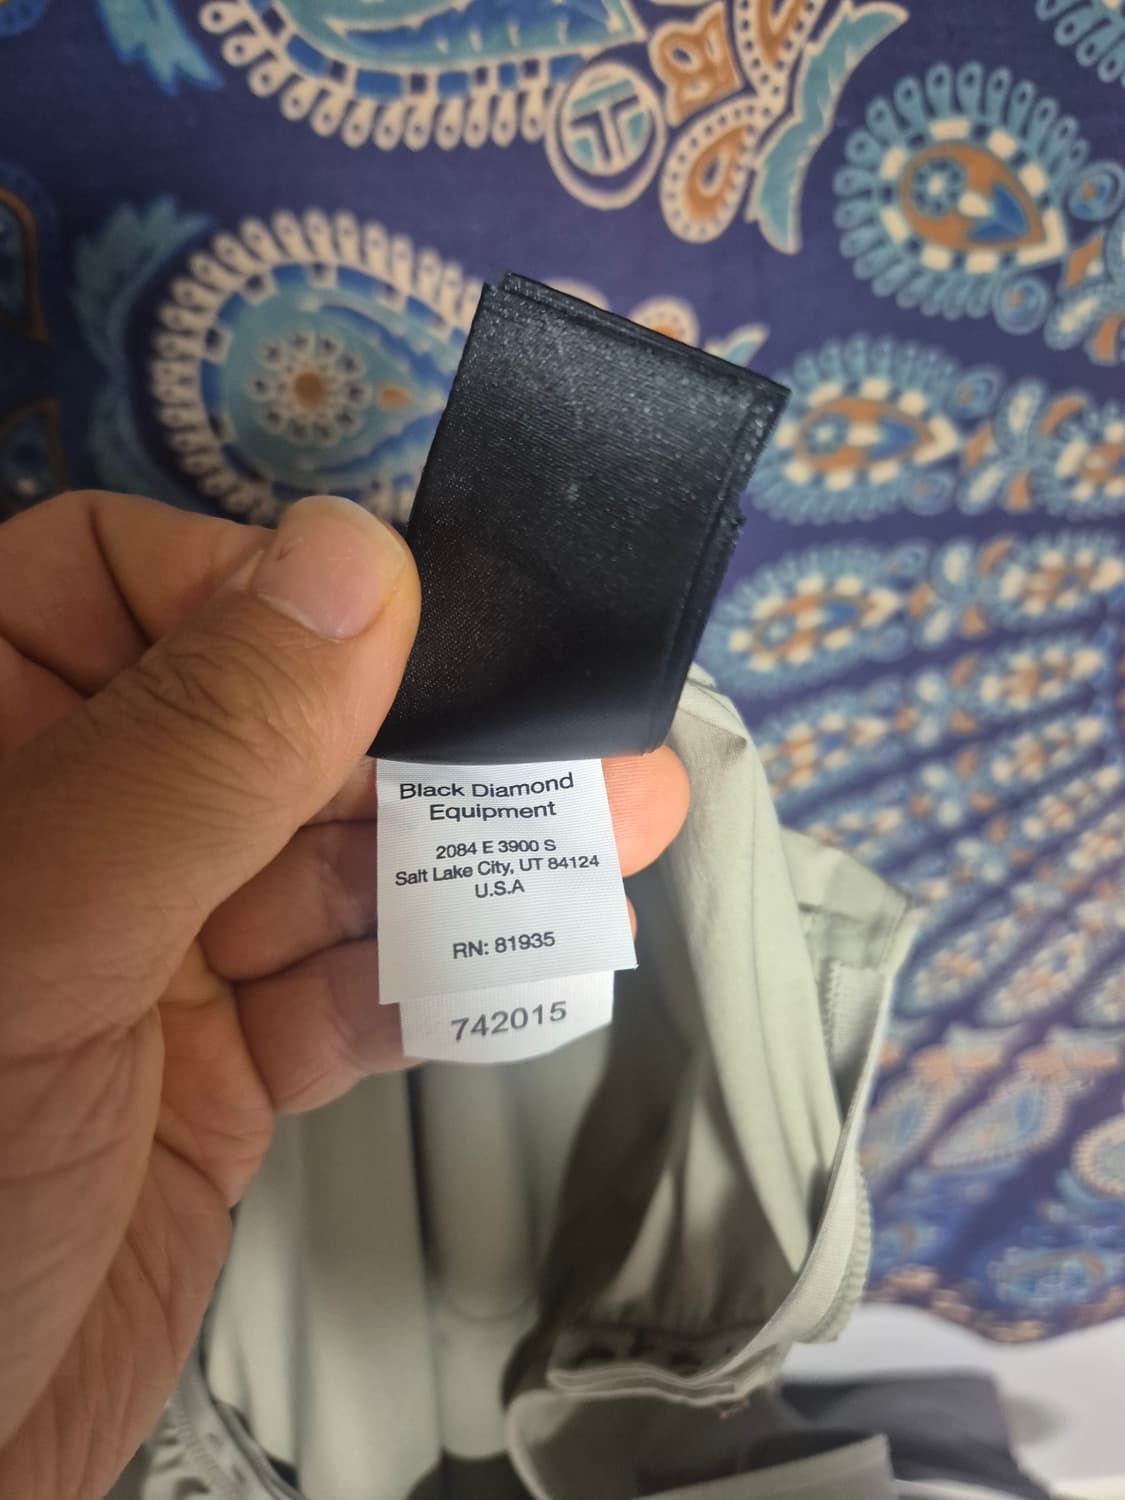 Black Diamond
Equipment
2084 E 3900 S
Salt Lake City, UT 84124
U.S.A
RN: 81935
742015